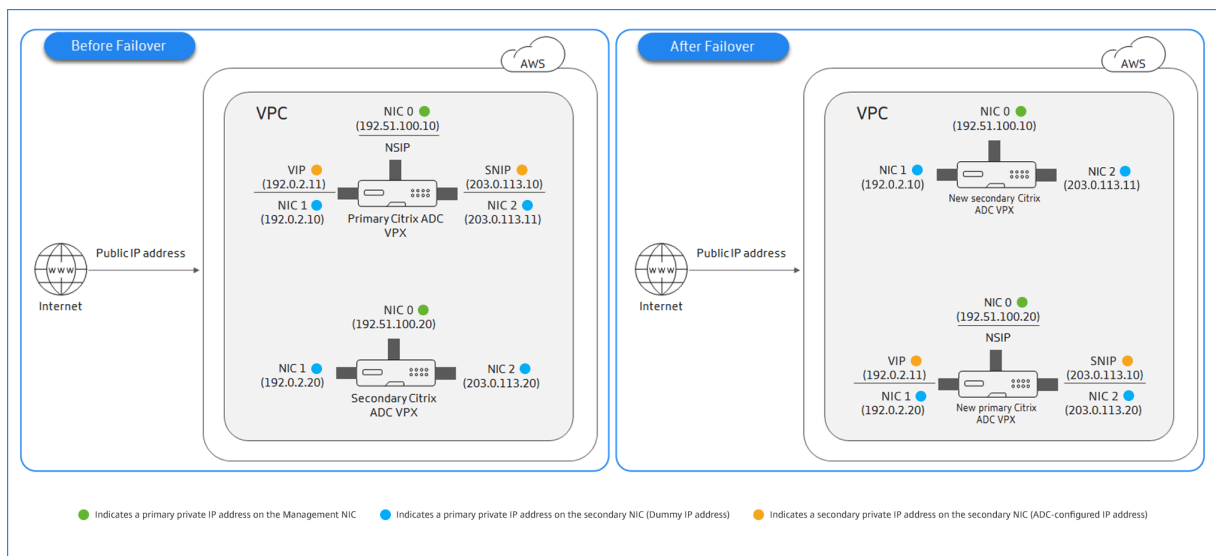 Before Failover
AWS
VPC
NIC 0
(192.51.100.10)
NSIP
VIP
(192.0.2.11)
NIC 1
(192.0.2.10)
SNIP
(203.0.113.10)
NIC 2
(203.0.113.11)
Primary Citrix ADC
VPX
Public IP address
www
Internet
NIC 0
(192.51.100.20)
NIC 1
(192.0.2.20)
NIC 2
(203.0.113.20)
Secondary Citrix
ADC VPX
After Failover
AWS
VPC
NIC 0
(192.51.100.10)
NIC 1
(192.0.2.10)
NIC 2
(203.0.113.11)
New secondary Citrix
ADC VPX
Public IP address
www
Internet
NIC 0
(192.51.100.20)
NSIP
VIP
(192.0.2.11)
NIC 1
(192.0.2.20)
SNIP
(203.0.113.10)
NIC 2
(203.0.113.20)
New primary Citrix
ADC VPX
Indicates a primary private IP address on the Management NIC
Indicates a primary private IP address on the secondary NIC (Dummy IP address)
Indicates a secondary private IP address on the secondary NIC (ADC-configured IP address)